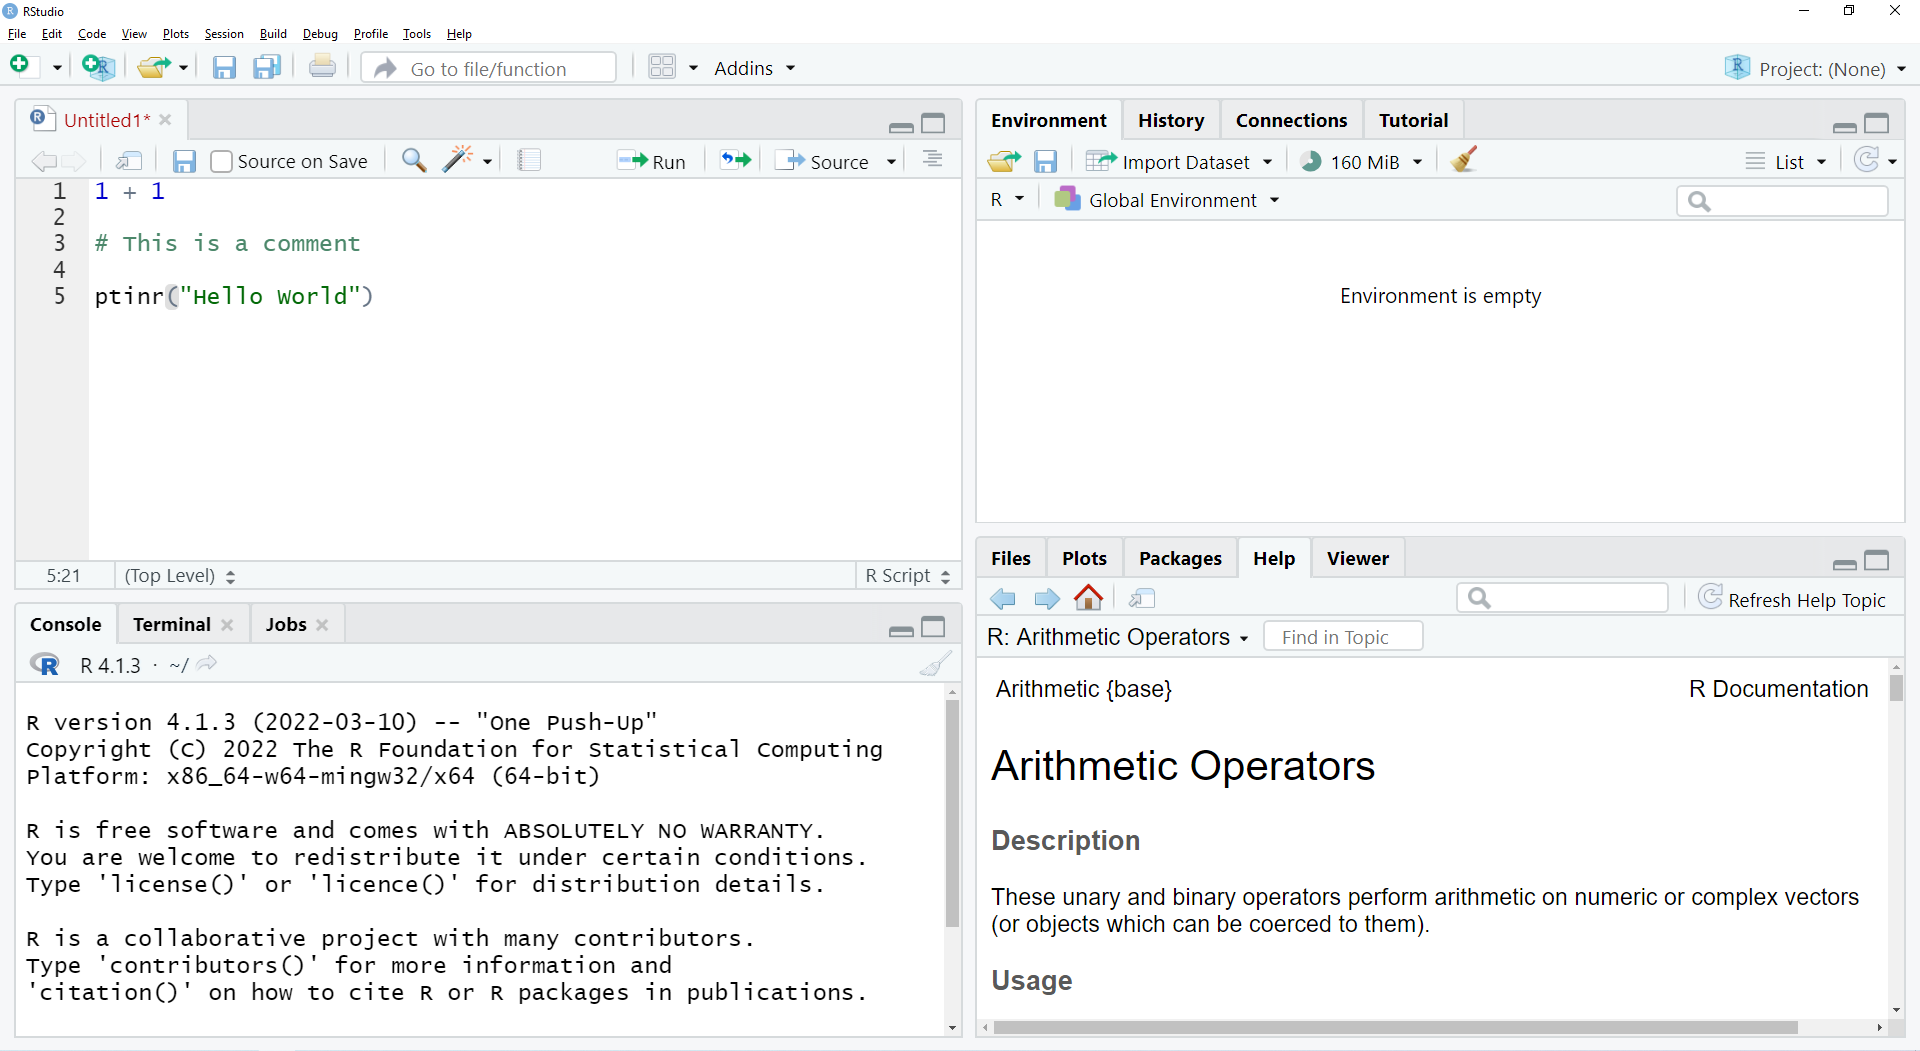 RStudio
File Edit Code View Plots Session Build Debug Profile Tools Help
Go to file/function Addins Project: (None)
Untitled1*
Source on Save Run Source
1 1 + 1
2
3 # This is a comment
4
5 ptinr("Hello World")
5:21 (Top Level) R Script
Console Terminal Jobs
R 4.1.3 · ~/
R version 4.1.3 (2022-03-10) -- "One Push-Up"
Copyright (C) 2022 The R Foundation for Statistical Computing
Platform: x86_64-w64-mingw32/x64 (64-bit)
R is free software and comes with ABSOLUTELY NO WARRANTY.
You are welcome to redistribute it under certain conditions.
Type 'license()' or 'licence()' for distribution details.
R is a collaborative project with many contributors.
Type 'contributors()' for more information and
'citation()' on how to cite R or R packages in publications.
Environment History Connections Tutorial
Import Dataset 160 MiB List
R Global Environment
Environment is empty
Files Plots Packages Help Viewer
Refresh Help Topic
R: Arithmetic Operators Find in Topic
Arithmetic {base} R Documentation
Arithmetic Operators
Description
These unary and binary operators perform arithmetic on numeric or complex vectors
(or objects which can be coerced to them).
Usage